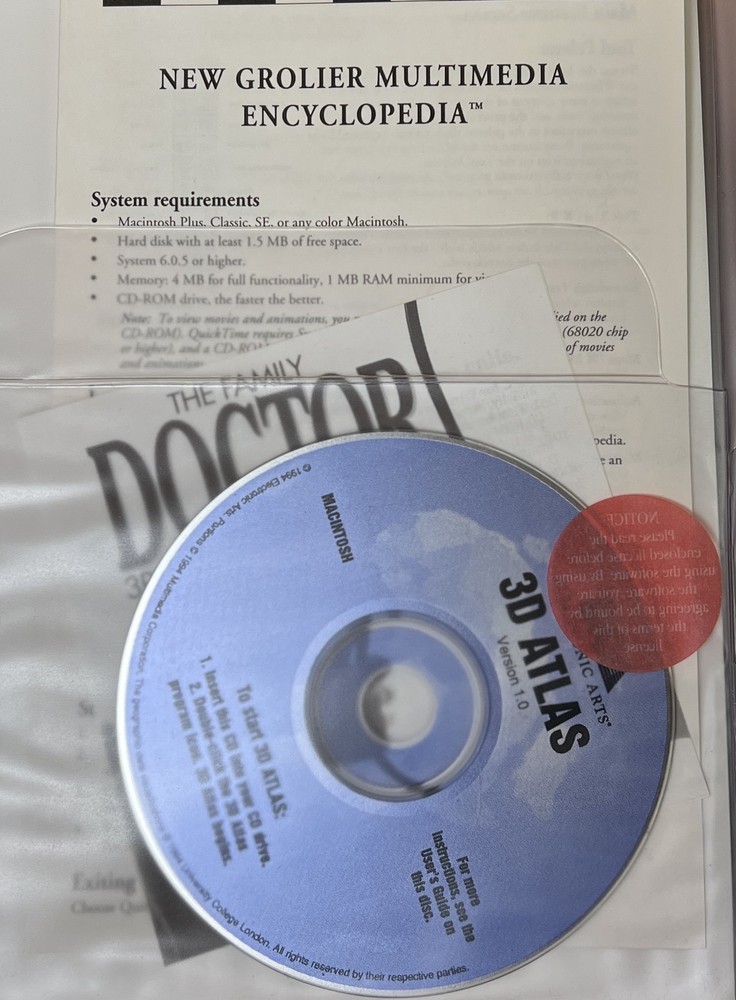 NEW GROLIER MULTIMEDIA
ENCYCLOPEDIA™
System requirements
• Macintosh Plus, Classic, SE, or any color Macintosh.
• Hard disk with at least 1.5 MB of free space.
• System 6.0.5 or higher.
• Memory: 4 MB for full functionality, 1 MB RAM minimum for
• CD-ROM drive, the faster the better.
Note: To view movies and animations, you
on the
CD-ROM). QuickTime requires
(68020 chip
or higher), and a
of movies
and
an
THE FAMILY
DOCTOR
© 1994 Electronic Arts. Portions © 1994 Multimedia Corporation.
MACINTOSH
NOTICE:
Please read the
enclosed license before
using the software. By using
the software, you are
agreeing to be bound by
the terms of this
license
ARTS®
3D ATLAS
Version 1.0
To start 3D ATLAS:
1. Insert this CD into your CD drive.
2. Double-click the 3D Atlas
program icon. 3D Atlas begins.
For more
instructions, see the
User's Guide on
this disc.
University College London. All rights reserved by their respective parties.
Exiting
Choose